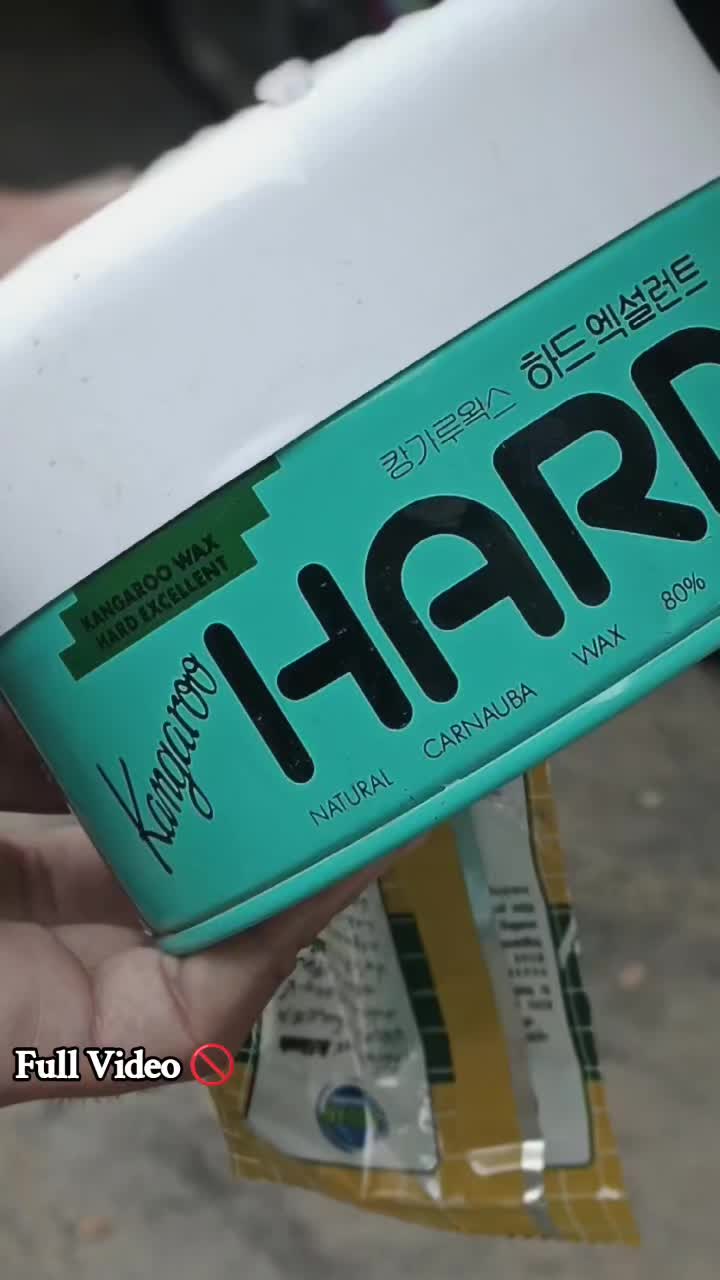 캉가루왁스 하드엑설런트
KANGAROO WAX
HARD EXCELLENT
Kangaroo
HARD
NATURAL CARNAUBA WAX 80%
Full Video 🚫